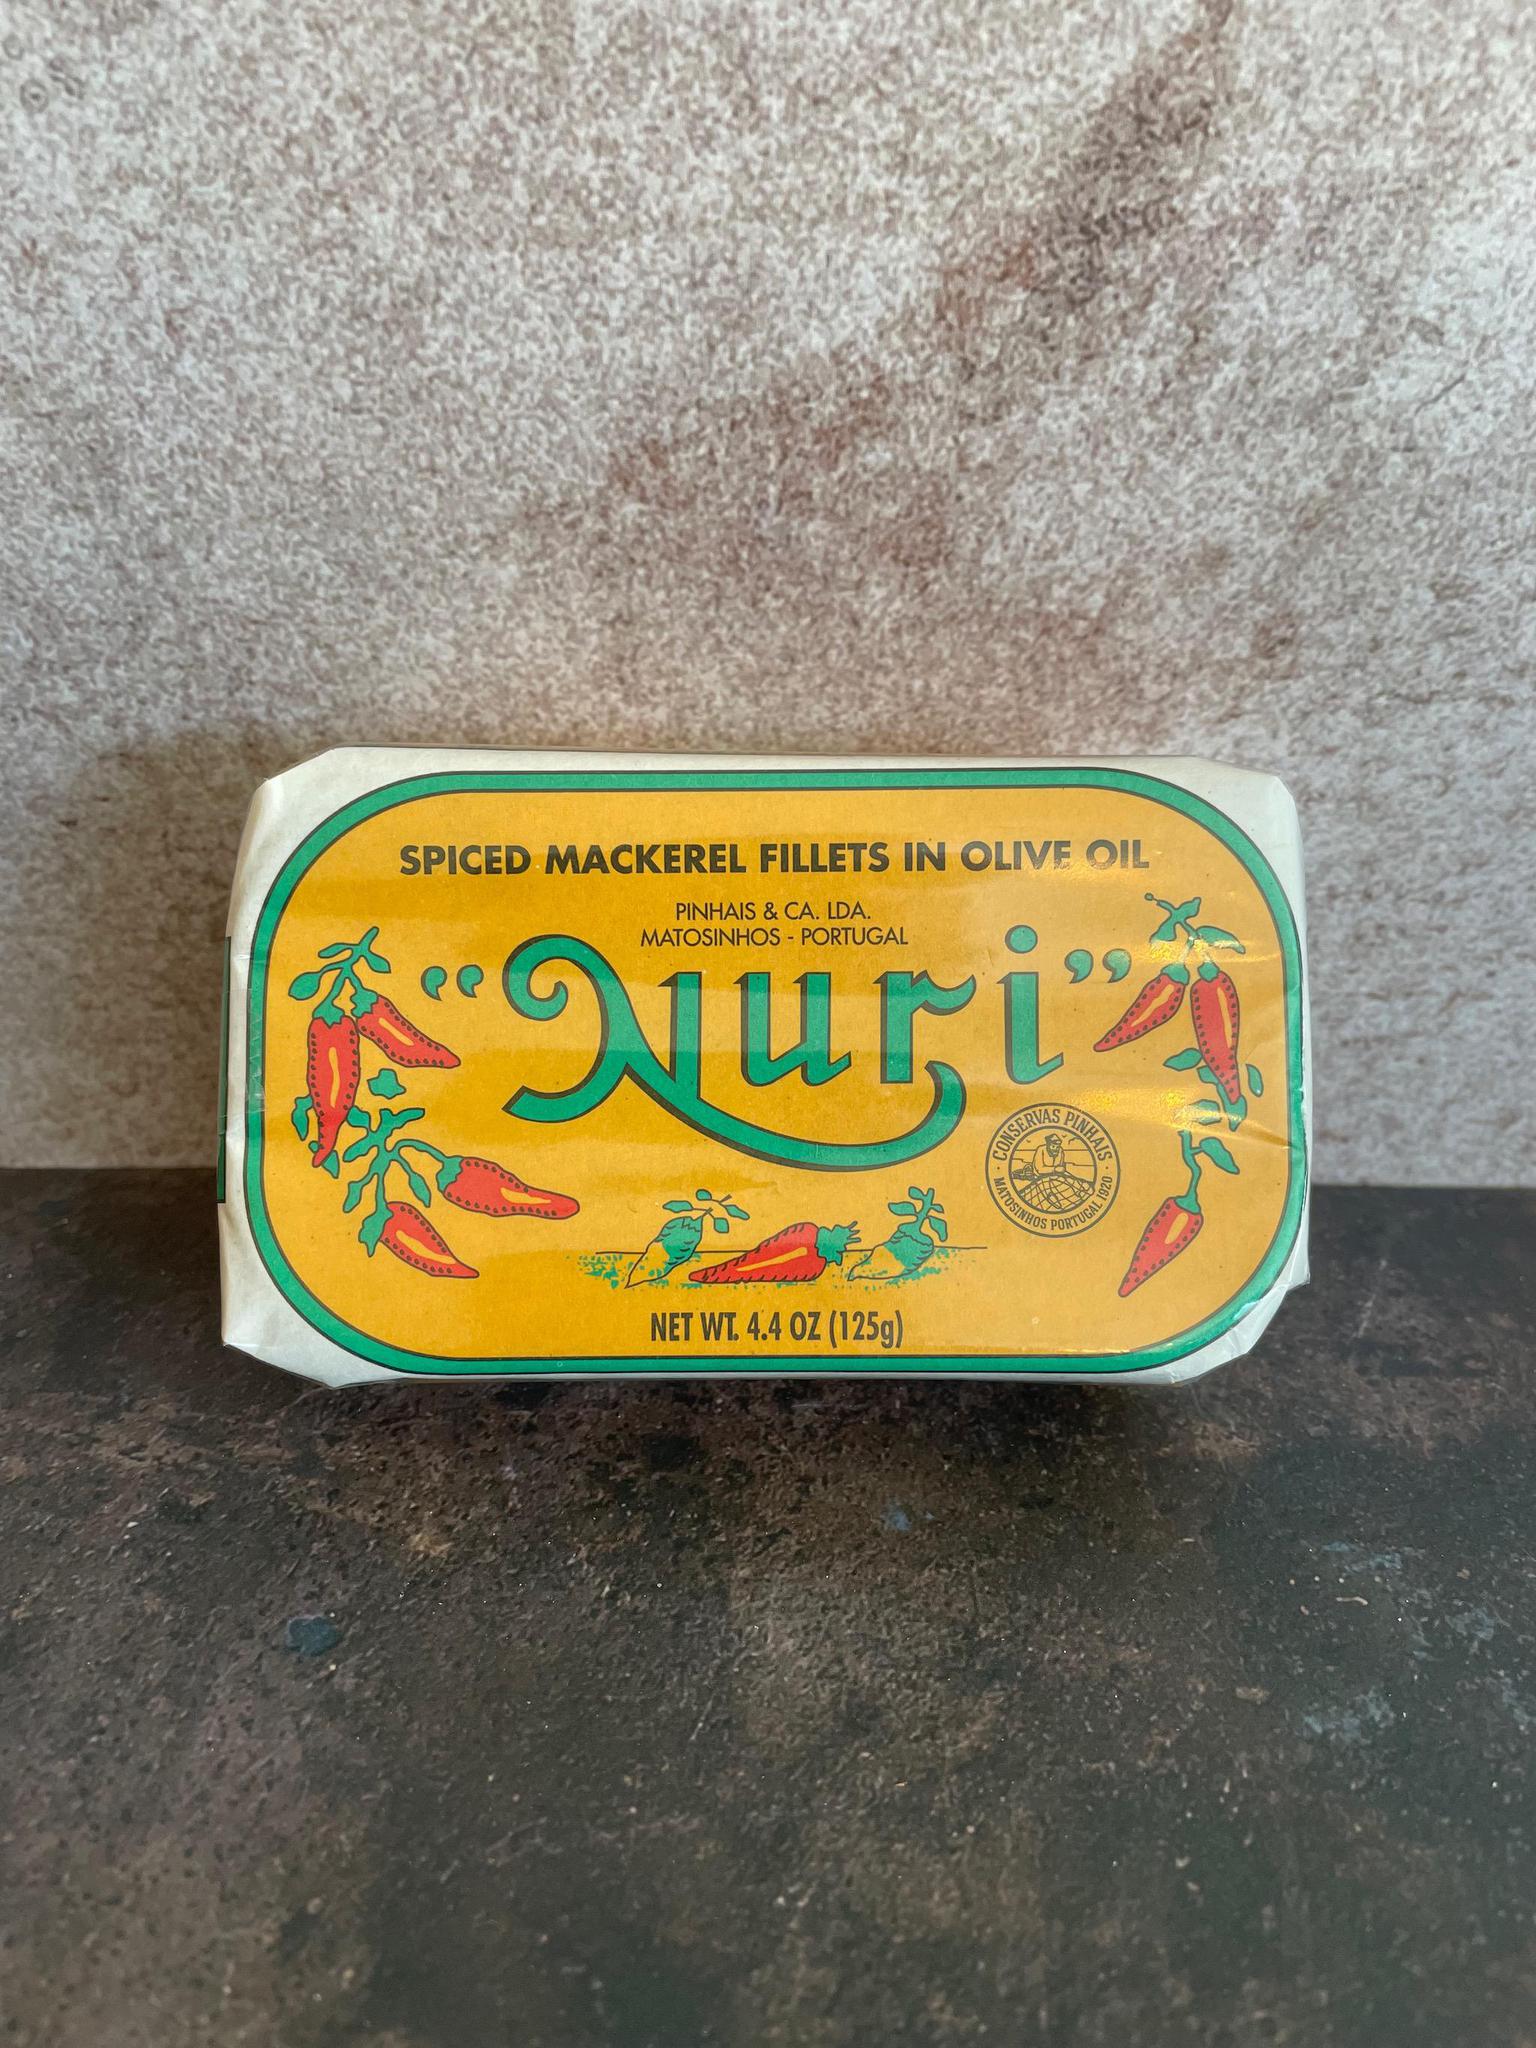 SPICED MACKEREL FILLETS IN OLIVE OIL
PINHAIS & CA. LDA.
MATOSINHOS - PORTUGAL
"Nuri"
CONSERVAS PINHAIS
MATOSINHOS PORTUGAL 1920
NET WT. 4.4 OZ (125g)